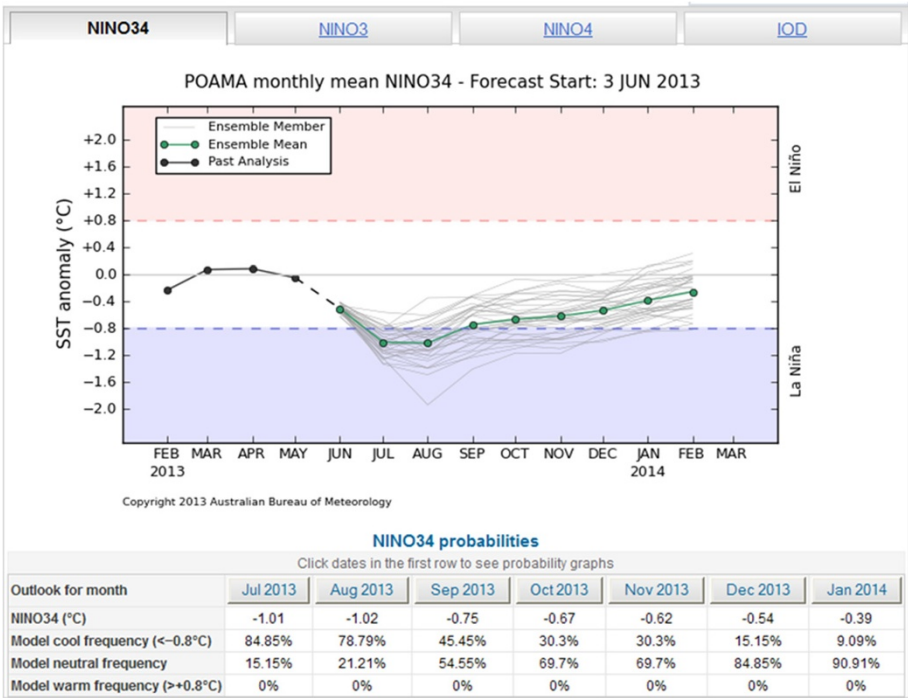 NINO34 NINO3 NINO4 IOD
POAMA monthly mean NINO34 - Forecast Start: 3 JUN 2013
Ensemble Member
Ensemble Mean
Past Analysis
SST anomaly (°C)
+2.0
+1.6
+1.2
+0.8
+0.4
0.0
−0.4
−0.8
−1.2
−1.6
−2.0
El Niño
La Niña
FEB MAR APR MAY JUN JUL AUG SEP OCT NOV DEC JAN FEB MAR
2013 2014
Copyright 2013 Australian Bureau of Meteorology
NINO34 probabilities
Click dates in the first row to see probability graphs
Outlook for month Jul 2013 Aug 2013 Sep 2013 Oct 2013 Nov 2013 Dec 2013 Jan 2014
NINO34 (°C) -1.01 -1.02 -0.75 -0.67 -0.62 -0.54 -0.39
Model cool frequency (<−0.8°C) 84.85% 78.79% 45.45% 30.3% 30.3% 15.15% 9.09%
Model neutral frequency 15.15% 21.21% 54.55% 69.7% 69.7% 84.85% 90.91%
Model warm frequency (>+0.8°C) 0% 0% 0% 0% 0% 0% 0%